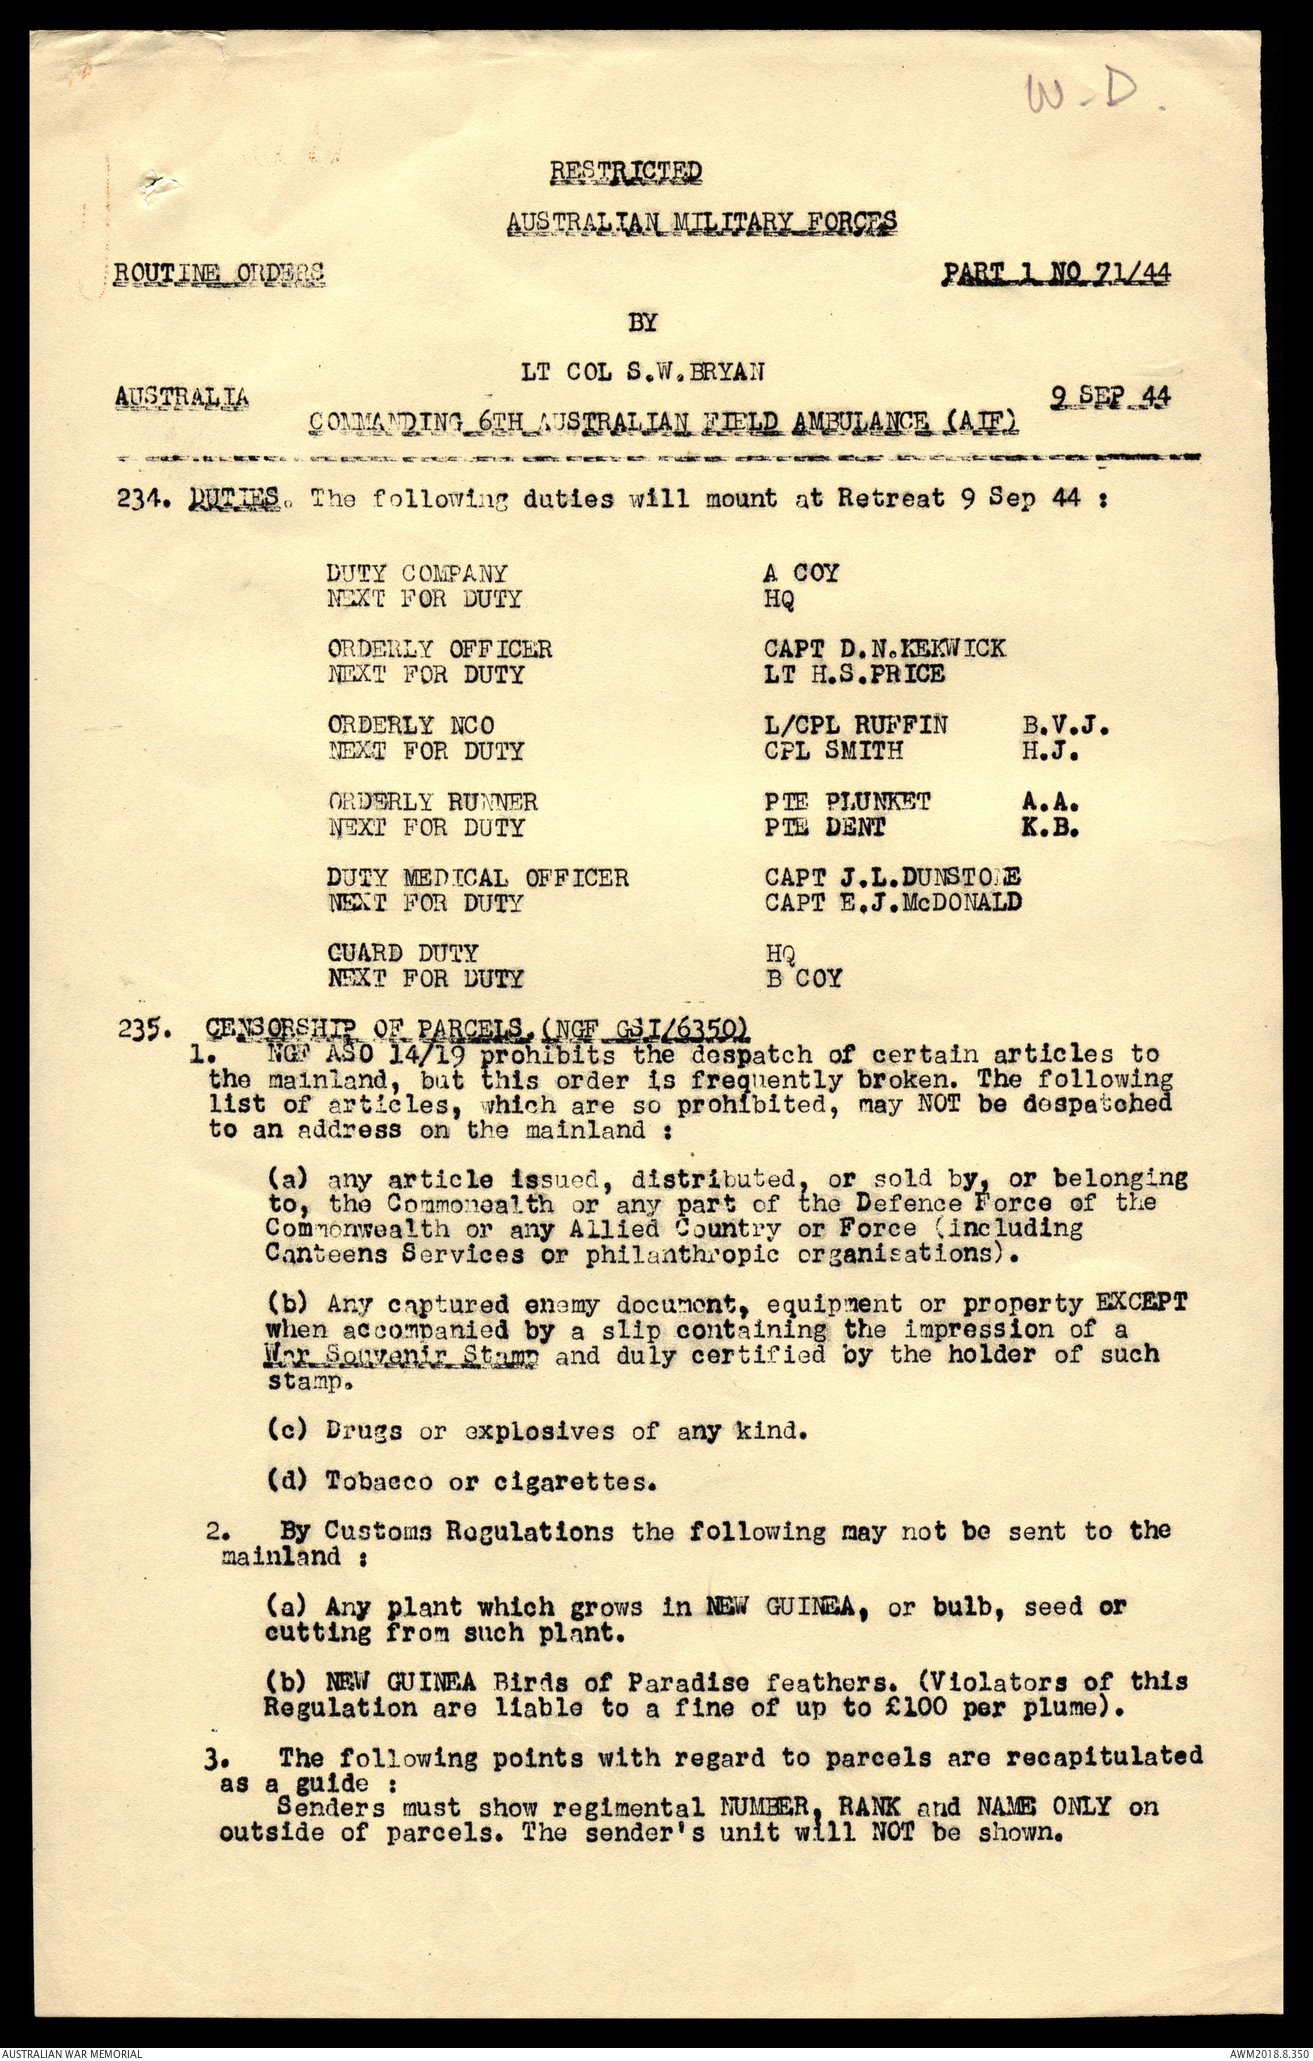 W-D.
RESTRICTED
AUSTRALIAN MILITARY FORCES
ROUTINE ORDERS PART 1 NO 71/44
BY
LT COL S.W.BRYAN
AUSTRALIA 9 SEP 44
COMMANDING 6TH AUSTRALIAN FIELD AMBULANCE (AIF)
234. DUTIES. The following duties will mount at Retreat 9 Sep 44 :
DUTY COMPANY A COY
NEXT FOR DUTY HQ
ORDERLY OFFICER CAPT D.N.KEKWICK
NEXT FOR DUTY LT H.S.PRICE
ORDERLY NCO L/CPL RUFFIN B.V.J.
NEXT FOR DUTY CPL SMITH H.J.
ORDERLY RUNNER PTE PLUNKET A.A.
NEXT FOR DUTY PTE DENT K.B.
DUTY MEDICAL OFFICER CAPT J.L.DUNSTONE
NEXT FOR DUTY CAPT E.J.McDONALD
GUARD DUTY HQ
NEXT FOR DUTY B COY
235. CENSORSHIP OF PARCELS.(NGF GSI/6350)
1. NGF ASO 14/19 prohibits the despatch of certain articles to
the mainland, but this order is frequently broken. The following
list of articles, which are so prohibited, may NOT be despatched
to an address on the mainland :
(a) any article issued, distributed, or sold by, or belonging
to, the Commonealth or any part of the Defence Force of the
Commonwealth or any Allied Country or Force (including
Canteens Services or philanthropic organisations).
(b) Any captured enemy document, equipment or property EXCEPT
when accompanied by a slip containing the impression of a
War Souvenir Stamp and duly certified by the holder of such
stamp.
(c) Drugs or explosives of any kind.
(d) Tobacco or cigarettes.
2. By Customs Regulations the following may not be sent to the
mainland :
(a) Any plant which grows in NEW GUINEA, or bulb, seed or
cutting from such plant.
(b) NEW GUINEA Birds of Paradise feathers. (Violators of this
Regulation are liable to a fine of up to £100 per plume).
3. The following points with regard to parcels are recapitulated
as a guide :
Senders must show regimental NUMBER, RANK and NAME ONLY on
outside of parcels. The sender's unit will NOT be shown.
AUSTRALIAN WAR MEMORIAL AWM2018.8.350